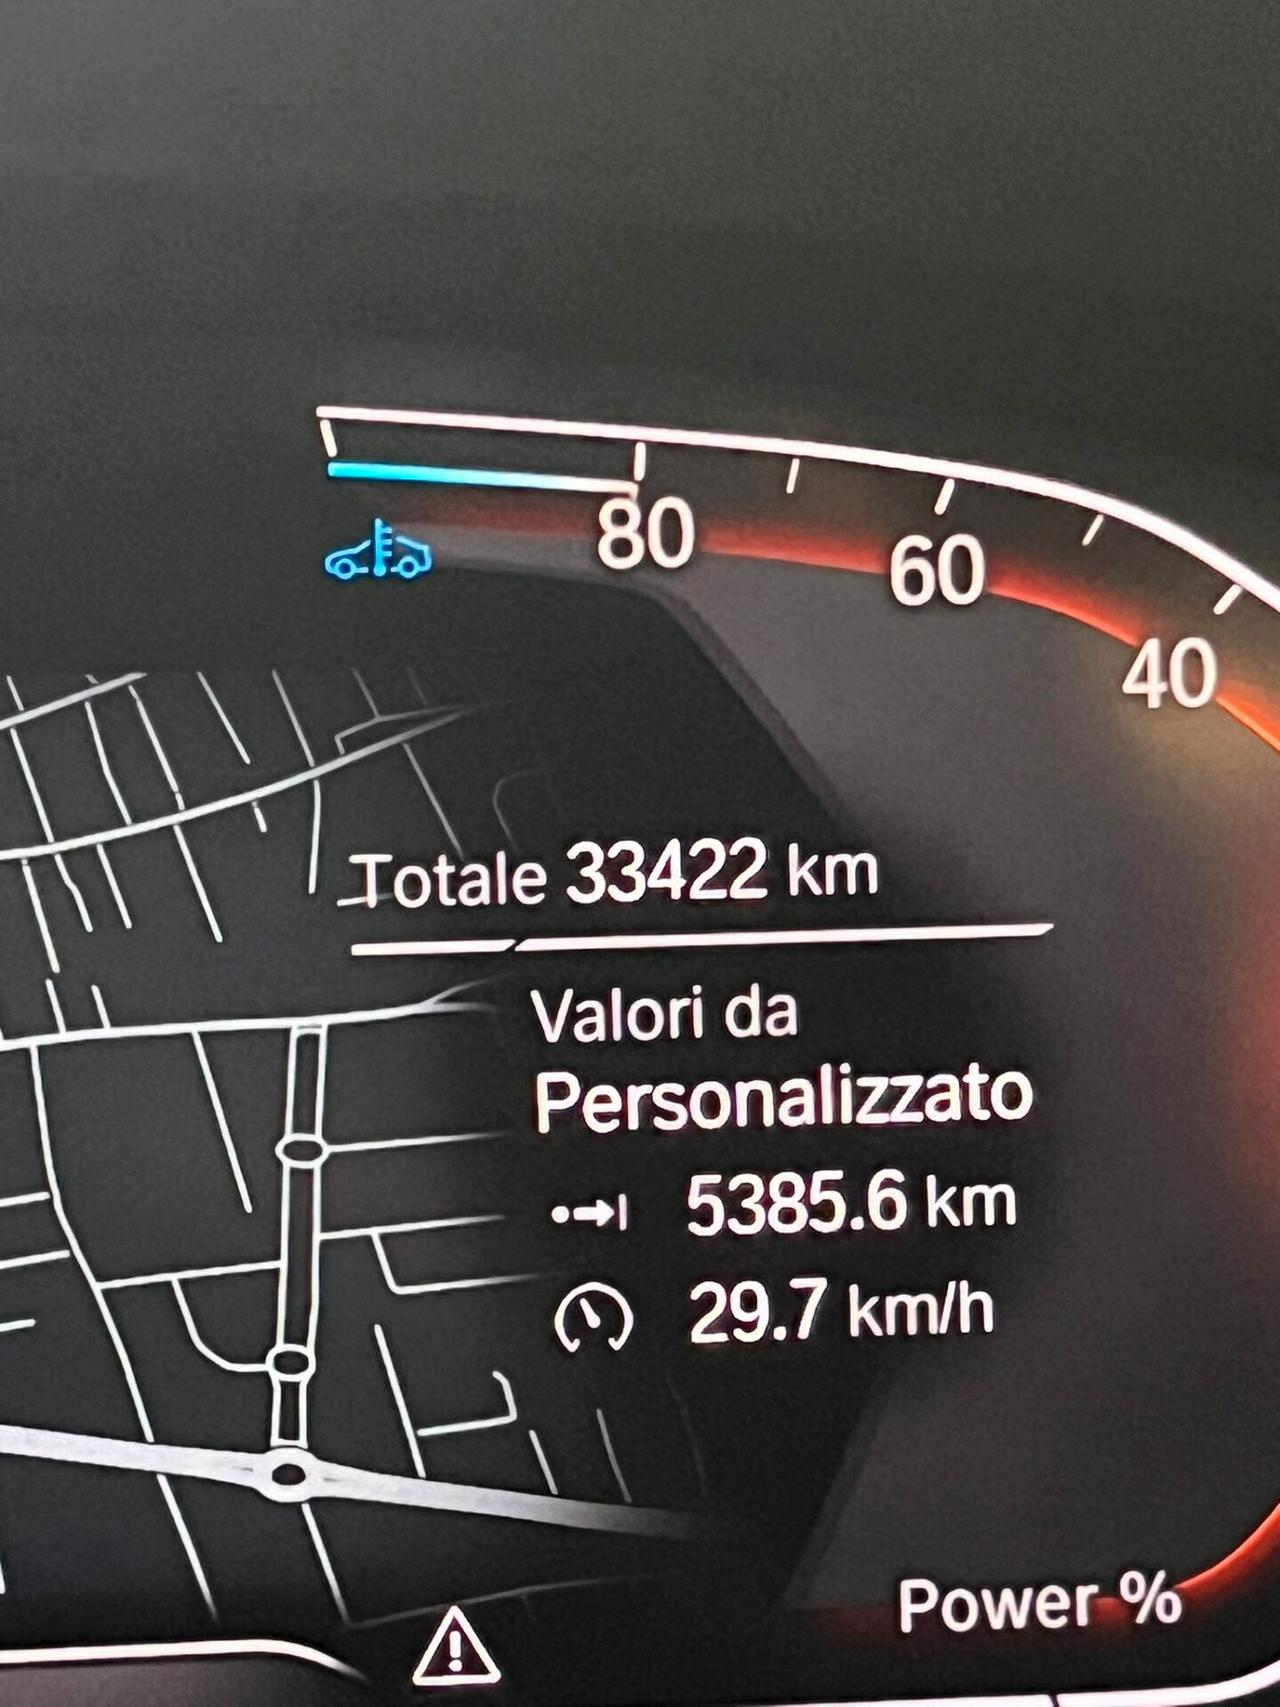 80
60
40
Totale 33422 km
Valori da
Personalizzato
5385.6 km
29.7 km/h
Power %